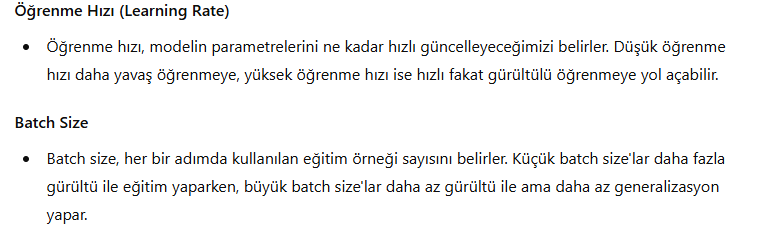 Öğrenme Hızı (Learning Rate)
• Öğrenme hızı, modelin parametrelerini ne kadar hızlı güncelleyeceğimizi belirler. Düşük öğrenme
hızı daha yavaş öğrenmeye, yüksek öğrenme hızı ise hızlı fakat gürültülü öğrenmeye yol açabilir.
Batch Size
• Batch size, her bir adımda kullanılan eğitim örneği sayısını belirler. Küçük batch size'lar daha fazla
gürültü ile eğitim yaparken, büyük batch size'lar daha az gürültü ile ama daha az generalizasyon
yapar.